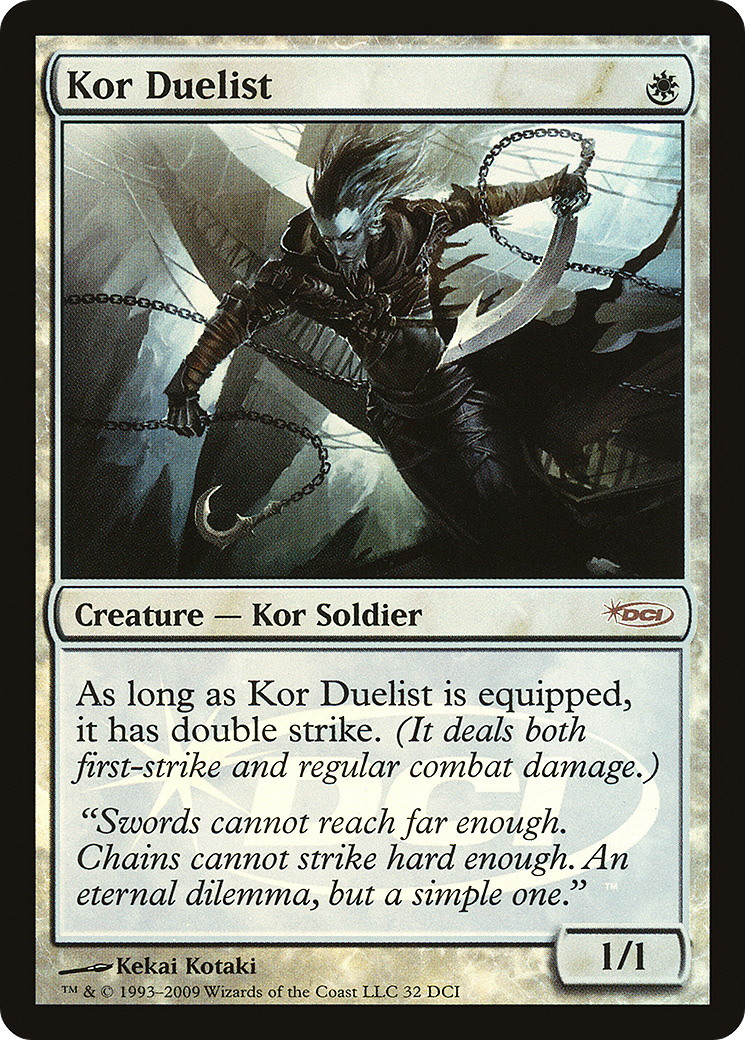 Kor Duelist
Creature — Kor Soldier
DCI
As long as Kor Duelist is equipped,
it has double strike. (It deals both
first-strike and regular combat damage.)
"Swords cannot reach far enough.
Chains cannot strike hard enough. An
eternal dilemma, but a simple one."
DCI
™
1/1
Kekai Kotaki
™ & © 1993–2009 Wizards of the Coast LLC 32 DCI